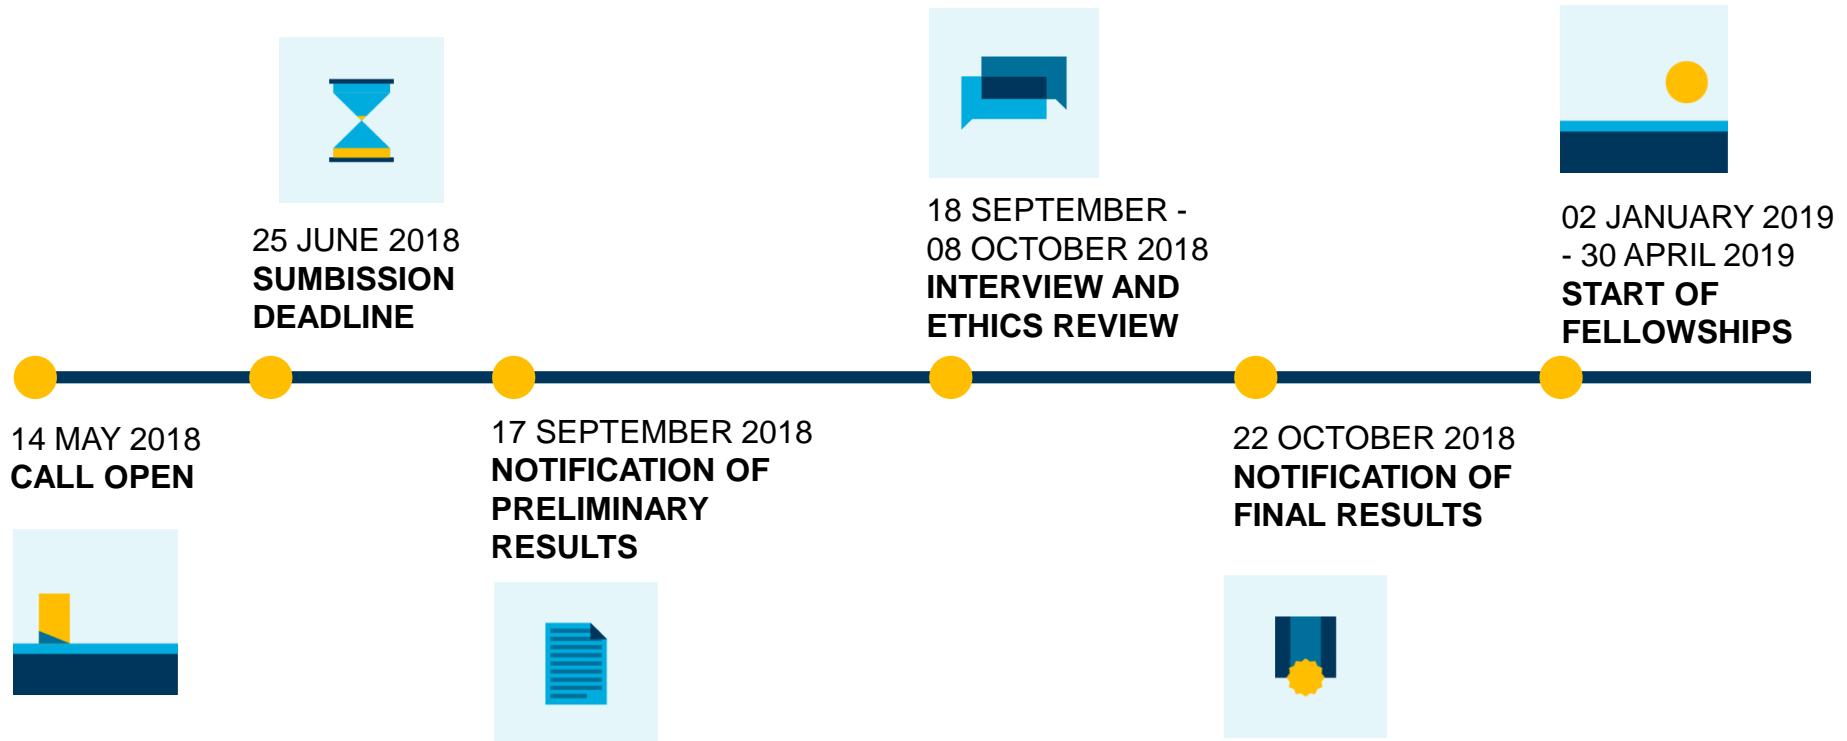 14 MAY 2018
CALL OPEN
25 JUNE 2018
SUMBISSION
DEADLINE
17 SEPTEMBER 2018
NOTIFICATION OF
PRELIMINARY
RESULTS
18 SEPTEMBER -
08 OCTOBER 2018
INTERVIEW AND
ETHICS REVIEW
22 OCTOBER 2018
NOTIFICATION OF
FINAL RESULTS
02 JANUARY 2019
- 30 APRIL 2019
START OF
FELLOWSHIPS